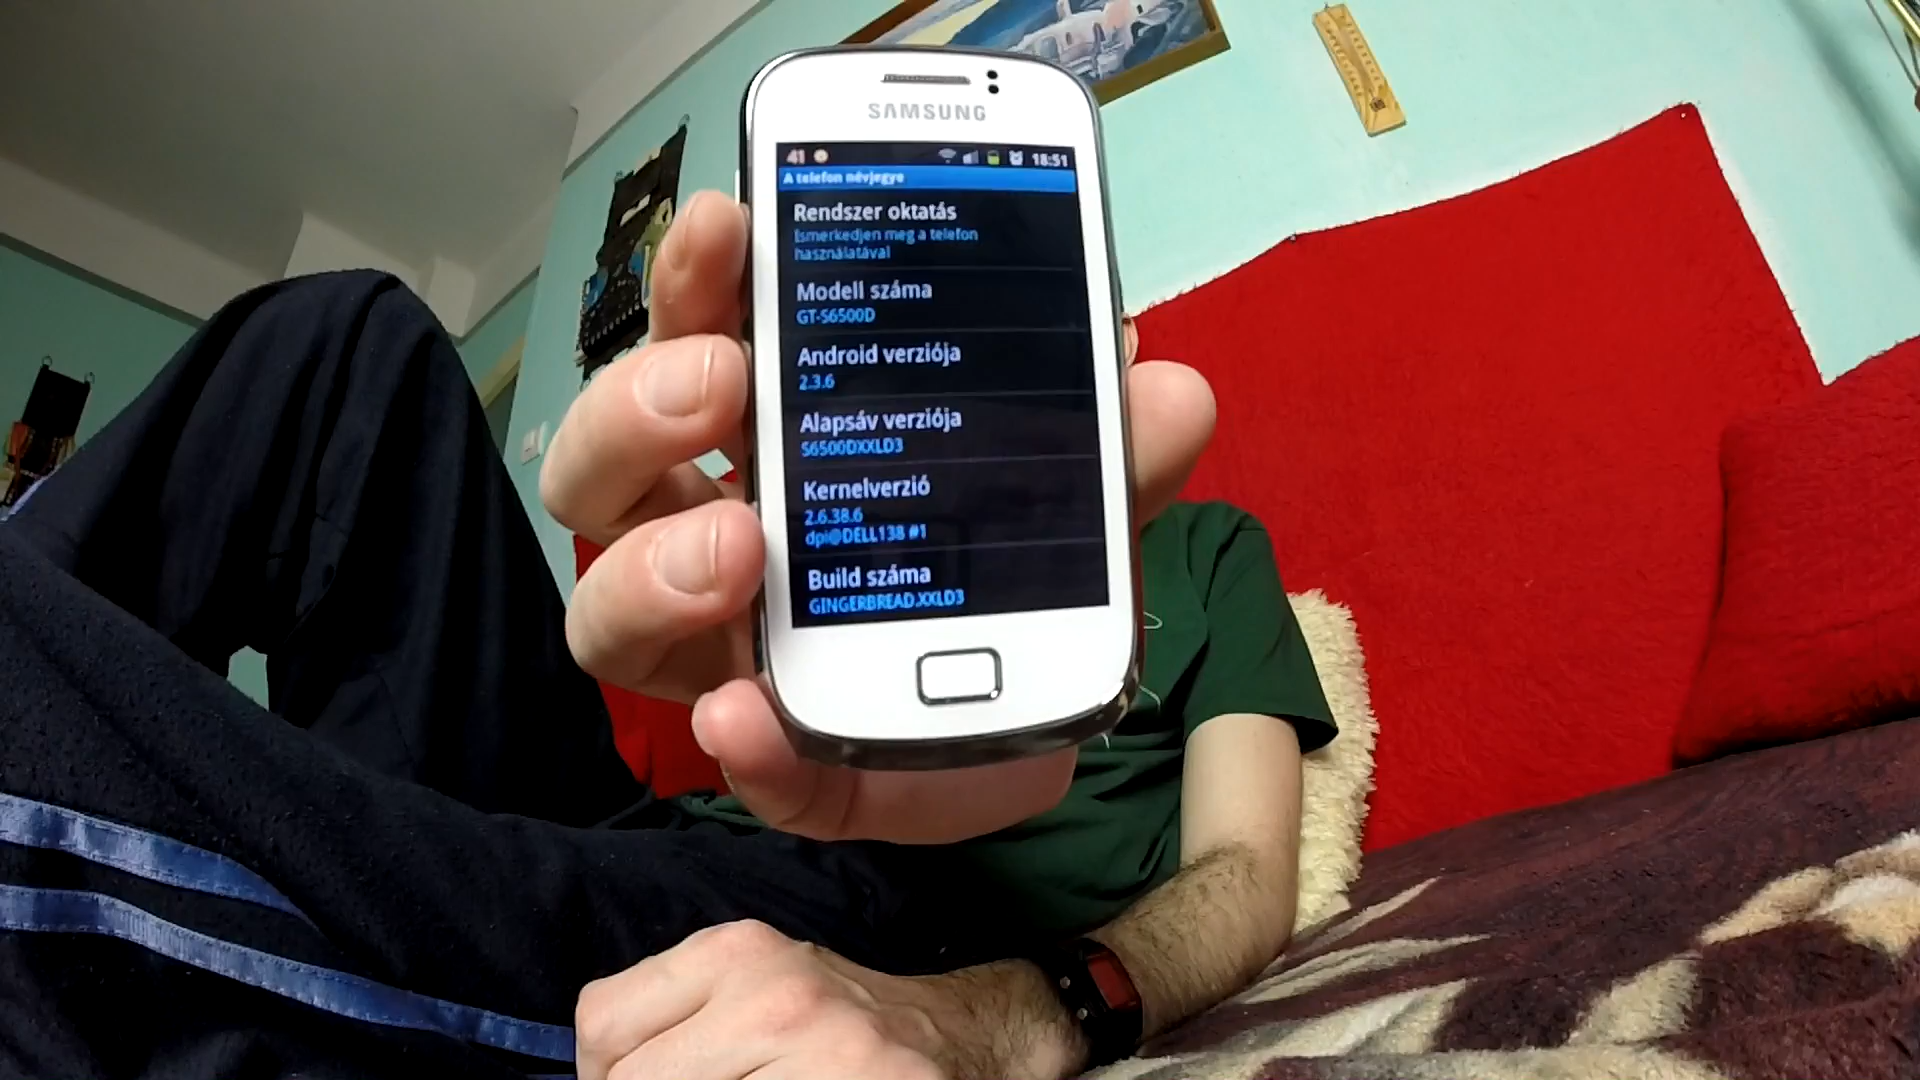 SAMSUNG
41 18:51
A telefon névjegye
Rendszer oktatás
Ismerkedjen meg a telefon
használatával
Modell száma
GT-S6500D
Android verziója
2.3.6
Alapsáv verziója
S6500DXXLD3
Kernelverzió
2.6.38.6
dpi@DELL138 #1
Build száma
GINGERBREAD.XXLD3